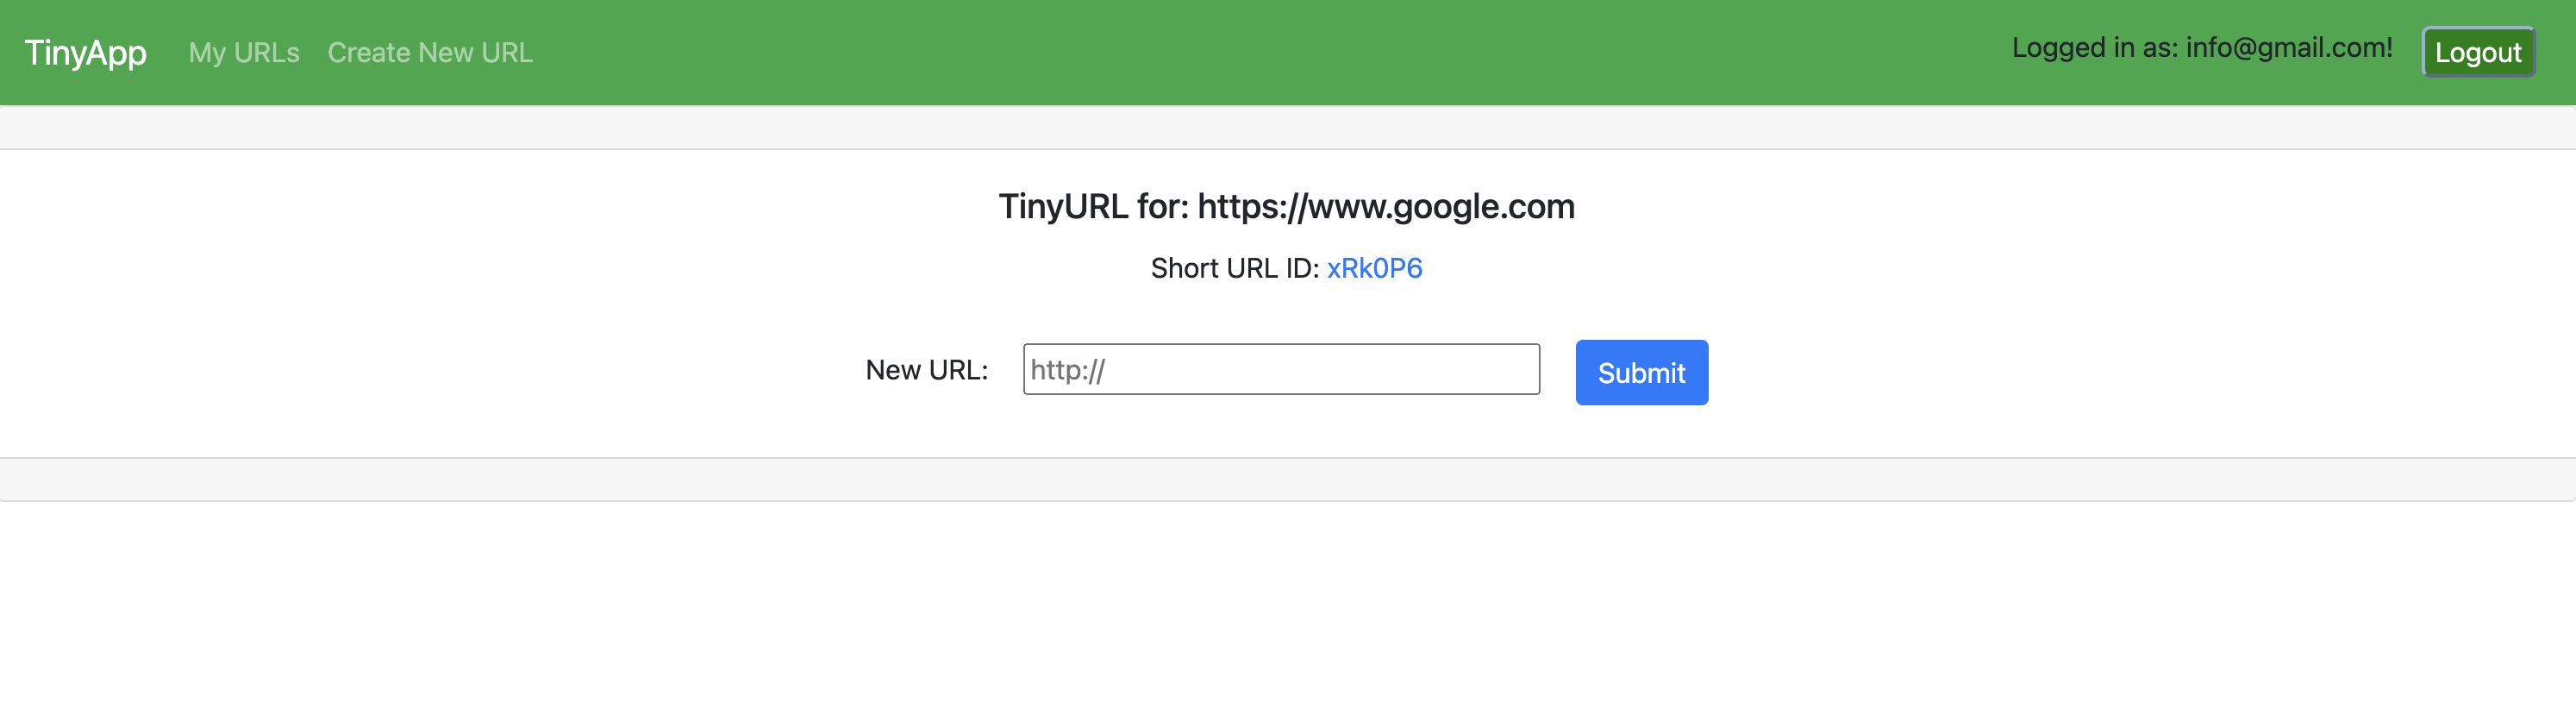 TinyApp My URLs Create New URL Logged in as: info@gmail.com! Logout
TinyURL for: https://www.google.com
Short URL ID: xRk0P6
New URL: http:// Submit